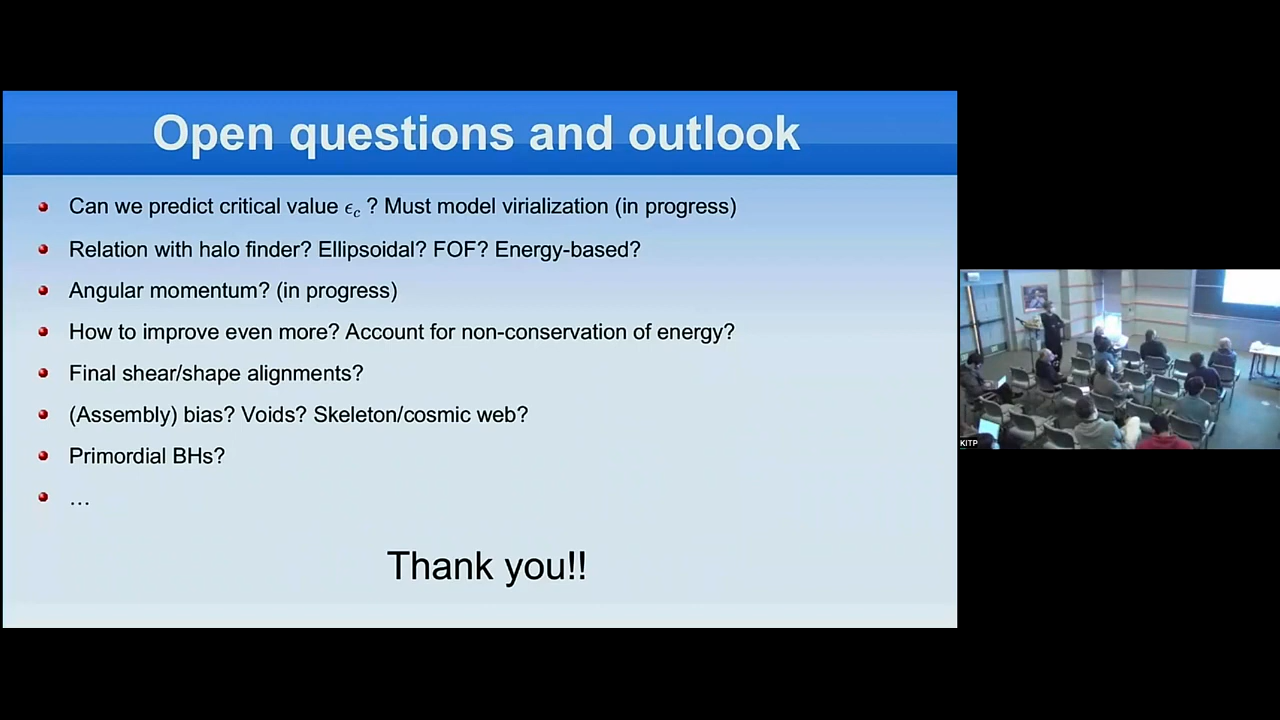 Open questions and outlook
Can we predict critical value ϵc ? Must model virialization (in progress)
Relation with halo finder? Ellipsoidal? FOF? Energy-based?
Angular momentum? (in progress)
How to improve even more? Account for non-conservation of energy?
Final shear/shape alignments?
(Assembly) bias? Voids? Skeleton/cosmic web?
Primordial BHs?
...
Thank you!!
KITP